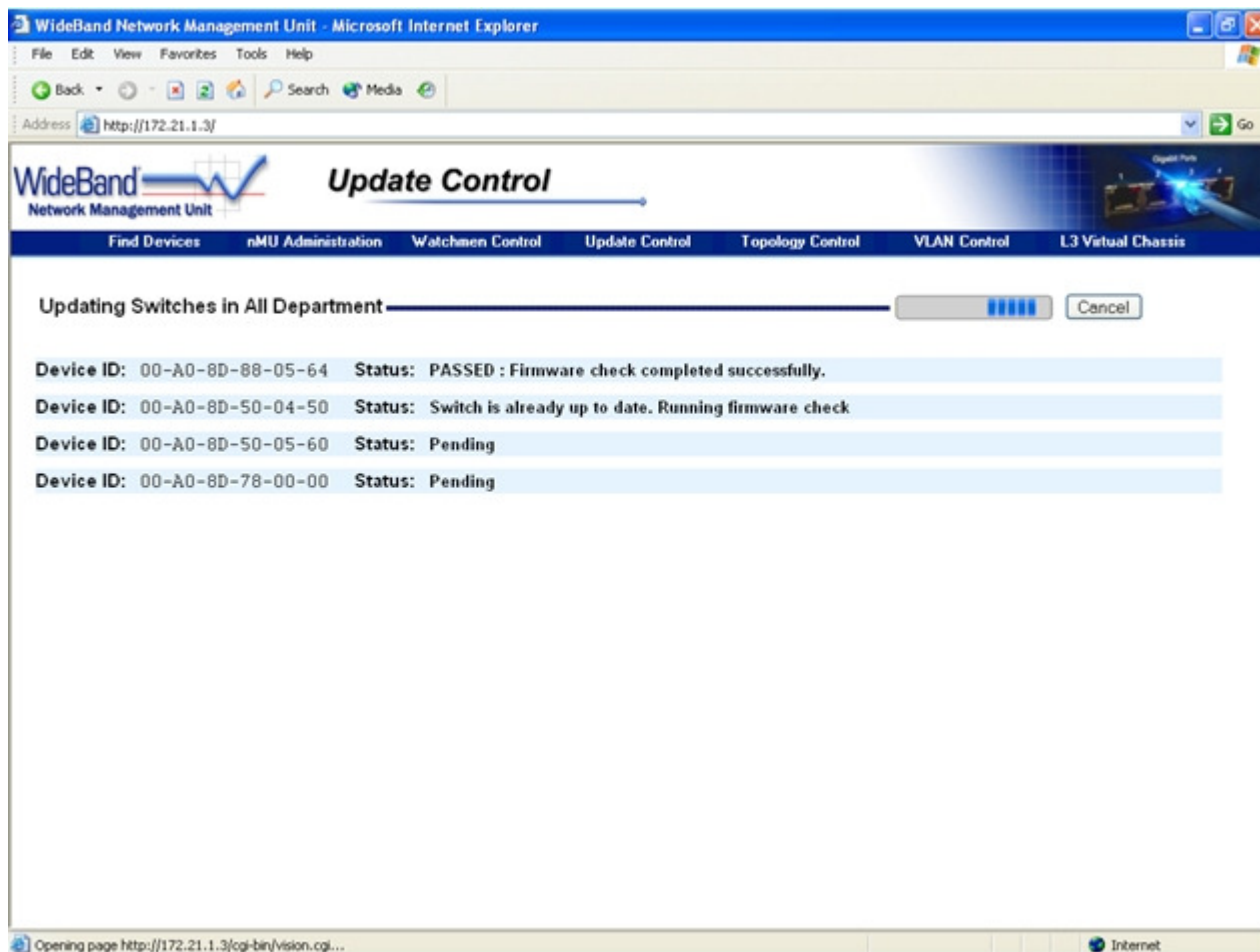 WideBand Network Management Unit - Microsoft Internet Explorer
File Edit View Favorites Tools Help
Back Search Media
Address http://172.21.1.3/ Go
WideBand
Network Management Unit
Update Control
Gigabit Ports
1 2 3 4
Find Devices nMU Administration Watchmen Control Update Control Topology Control VLAN Control L3 Virtual Chassis
Updating Switches in All Department Cancel
Device ID: 00-A0-8D-88-05-64 Status: PASSED : Firmware check completed successfully.
Device ID: 00-A0-8D-50-04-50 Status: Switch is already up to date. Running firmware check
Device ID: 00-A0-8D-50-05-60 Status: Pending
Device ID: 00-A0-8D-78-00-00 Status: Pending
Opening page http://172.21.1.3/cgi-bin/vision.cgi... Internet